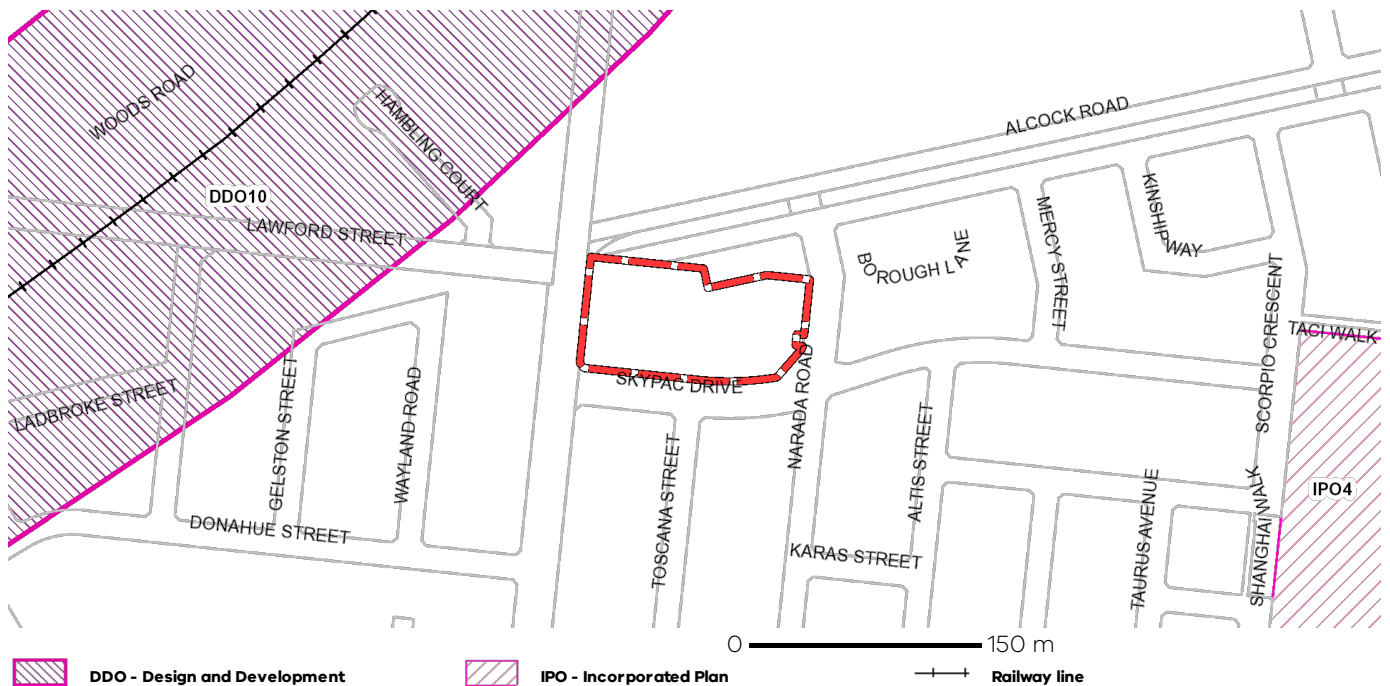 WOODS ROAD
HAMBLING COURT
ALCOCK ROAD
DDO10
LAWFORD STREET
KINSHIP WAY
MERCY STREET
BOROUGH LANE
SCORPIO CRESCENT
TACI WALK
LADBROKE STREET
GELSTON STREET
WAYLAND ROAD
SKYPAC DRIVE
NARADA ROAD
TOSCANA STREET
ALTIS STREET
TAURUS AVENUE
SHANGHAI WALK
IPO4
DONAHUE STREET
KARAS STREET
0 150 m
DDO - Design and Development
IPO - Incorporated Plan
Railway line